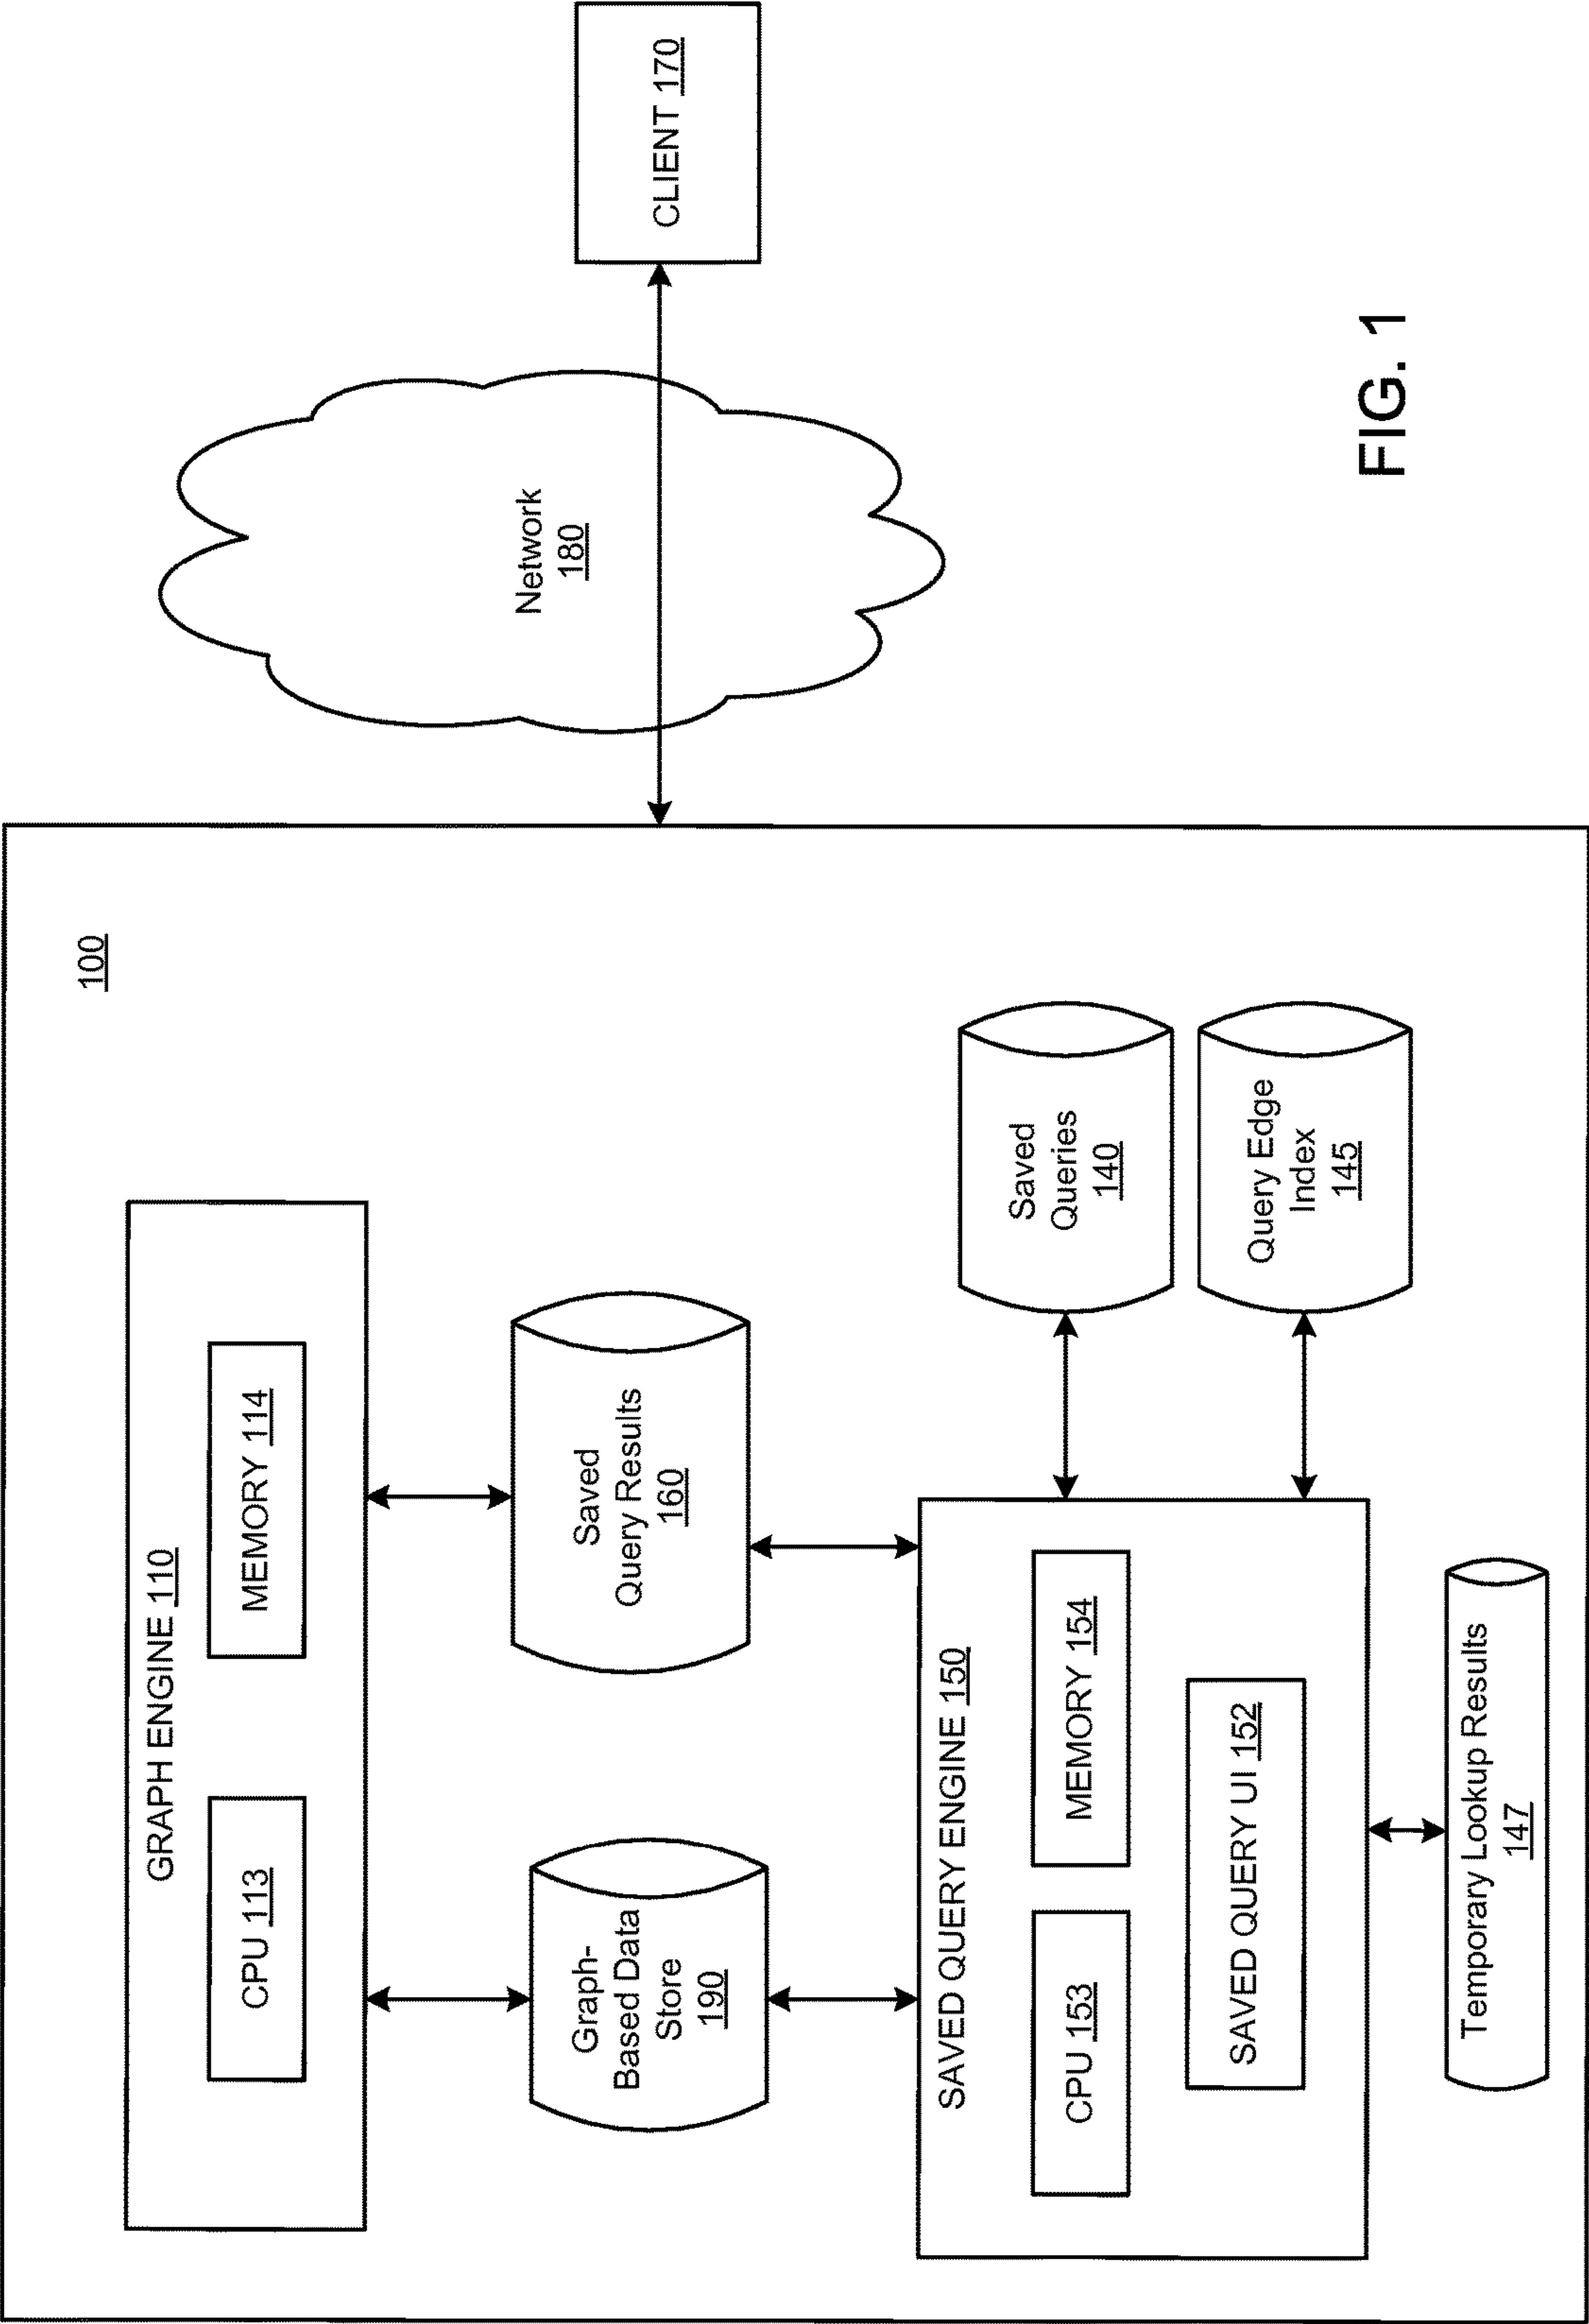 100
GRAPH ENGINE 110
CPU 113
MEMORY 114
Graph-
Based Data
Store
190
Saved
Query Results
160
SAVED QUERY ENGINE 150
CPU 153
MEMORY 154
SAVED QUERY UI 152
Saved
Queries
140
Query Edge
Index
145
Temporary Lookup Results
147
Network
180
CLIENT 170
FIG. 1